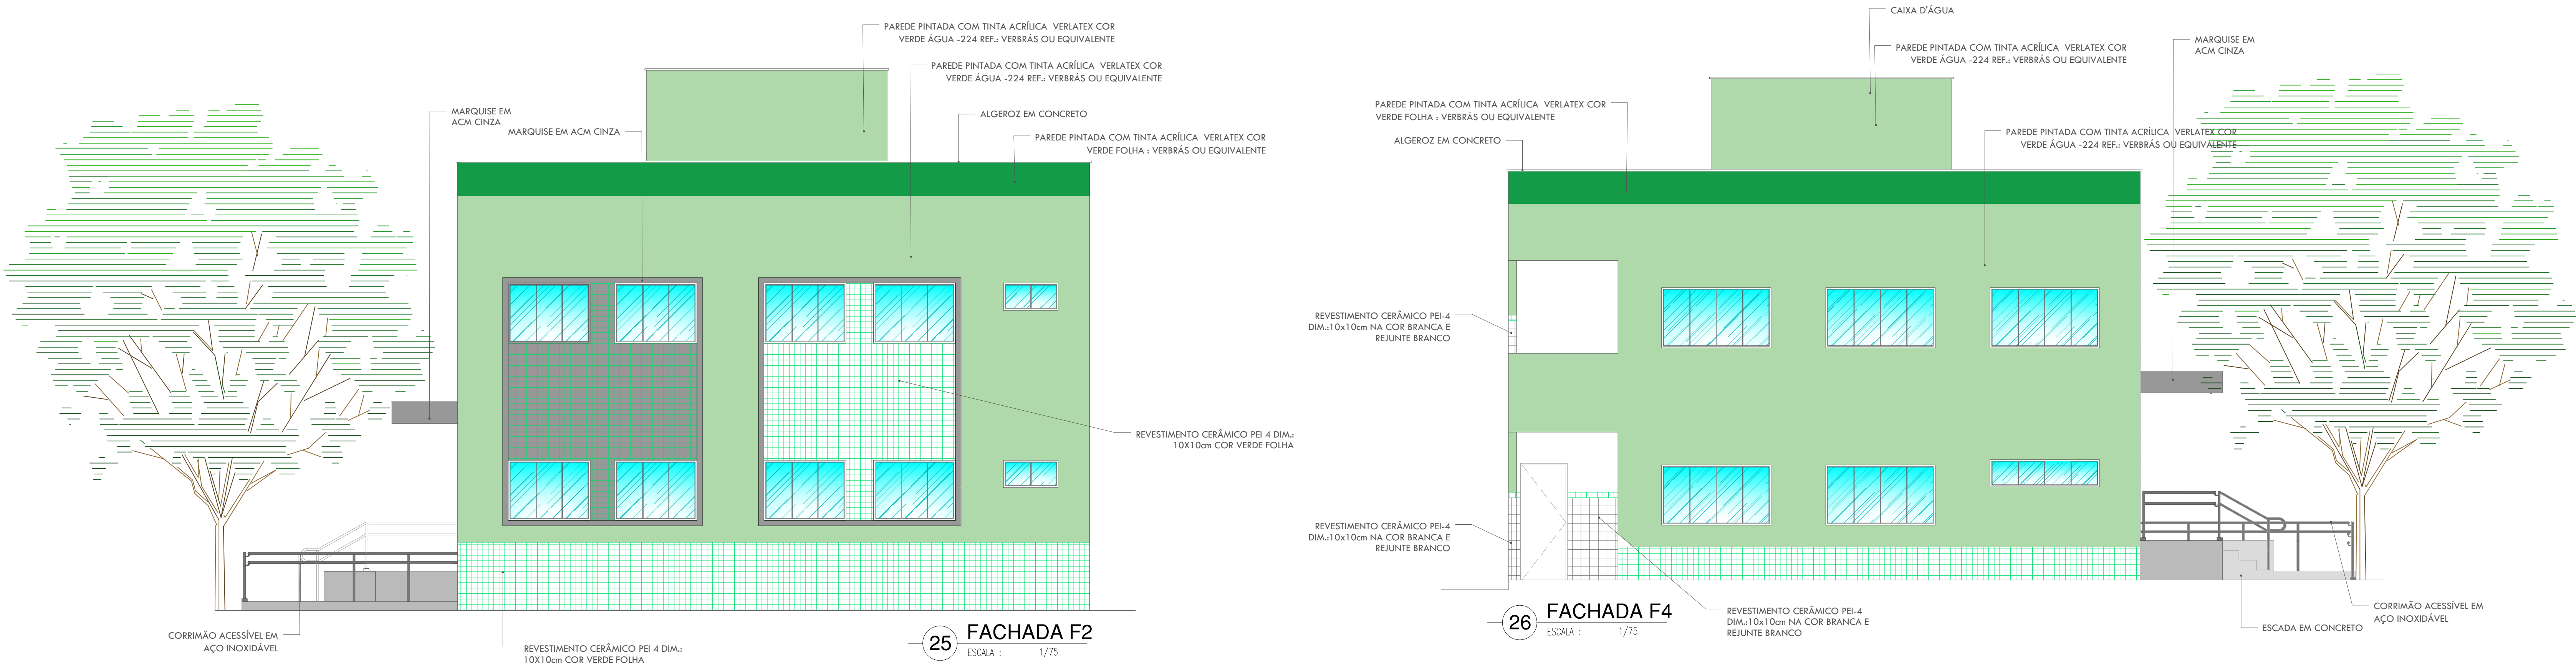 PAREDE PINTADA COM TINTA ACRÍLICA  VERLATEX COR
VERDE ÁGUA -224 REF.: VERBRÁS OU EQUIVALENTE
PAREDE PINTADA COM TINTA ACRÍLICA  VERLATEX COR
VERDE ÁGUA -224 REF.: VERBRÁS OU EQUIVALENTE
MARQUISE EM
ACM CINZA
MARQUISE EM ACM CINZA
ALGEROZ EM CONCRETO
PAREDE PINTADA COM TINTA ACRÍLICA  VERLATEX COR
VERDE FOLHA : VERBRÁS OU EQUIVALENTE
REVESTIMENTO CERÂMICO PEI 4 DIM.:
10X10cm COR VERDE FOLHA
CORRIMÃO ACESSÍVEL EM
AÇO INOXIDÁVEL
REVESTIMENTO CERÂMICO PEI 4 DIM.:
10X10cm COR VERDE FOLHA
25
FACHADA F2
ESCALA : 1/75
CAIXA D'ÁGUA
PAREDE PINTADA COM TINTA ACRÍLICA  VERLATEX COR
VERDE ÁGUA -224 REF.: VERBRÁS OU EQUIVALENTE
MARQUISE EM
ACM CINZA
PAREDE PINTADA COM TINTA ACRÍLICA  VERLATEX COR
VERDE FOLHA : VERBRÁS OU EQUIVALENTE
ALGEROZ EM CONCRETO
PAREDE PINTADA COM TINTA ACRÍLICA  VERLATEX COR
VERDE ÁGUA -224 REF.: VERBRÁS OU EQUIVALENTE
REVESTIMENTO CERÂMICO PEI-4
DIM.:10x10cm NA COR BRANCA E
REJUNTE BRANCO
REVESTIMENTO CERÂMICO PEI-4
DIM.:10x10cm NA COR BRANCA E
REJUNTE BRANCO
26
FACHADA F4
ESCALA : 1/75
REVESTIMENTO CERÂMICO PEI-4
DIM.:10x10cm NA COR BRANCA E
REJUNTE BRANCO
CORRIMÃO ACESSÍVEL EM
AÇO INOXIDÁVEL
ESCADA EM CONCRETO